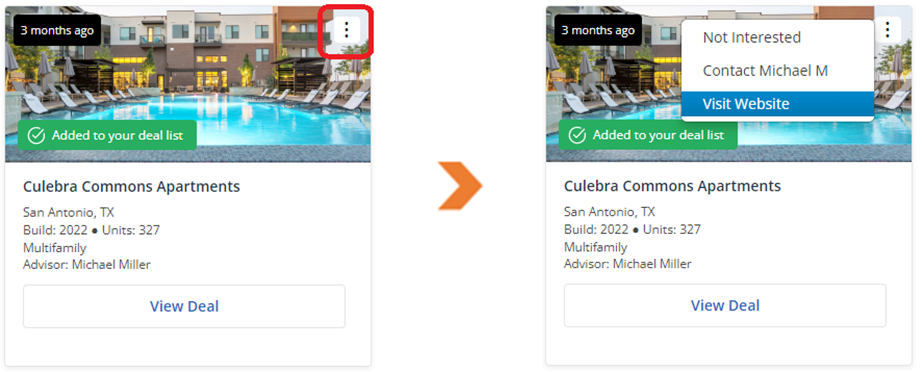 3 months ago
Added to your deal list
Culebra Commons Apartments
San Antonio, TX
Build: 2022 ● Units: 327
Multifamily
Advisor: Michael Miller
View Deal
3 months ago
Not Interested
Contact Michael M
Visit Website
Added to your deal list
Culebra Commons Apartments
San Antonio, TX
Build: 2022 ● Units: 327
Multifamily
Advisor: Michael Miller
View Deal